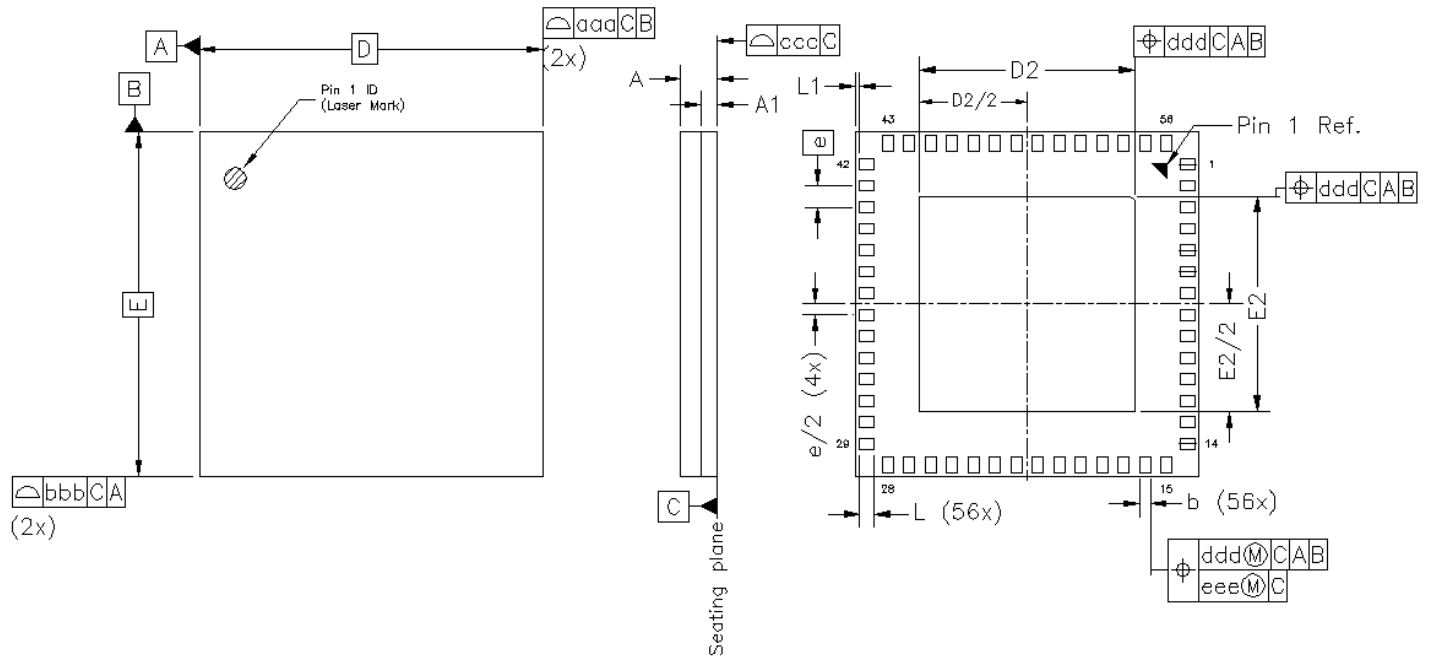 A
D
⌓ aaa C B
(2x)
B
Pin 1 ID
(Laser Mark)
E
⌓ bbb C A
(2x)
⌓ ccc C
A
A1
C
Seating plane
⌖ ddd C A B
D2
D2/2
L1
43
56
Pin 1 Ref.
e
42
1
⌖ ddd C A B
E2
E2/2
e/2 (4x)
29
14
28
15
L (56x)
b (56x)
⌖ ddd Ⓜ C A B
eee Ⓜ C